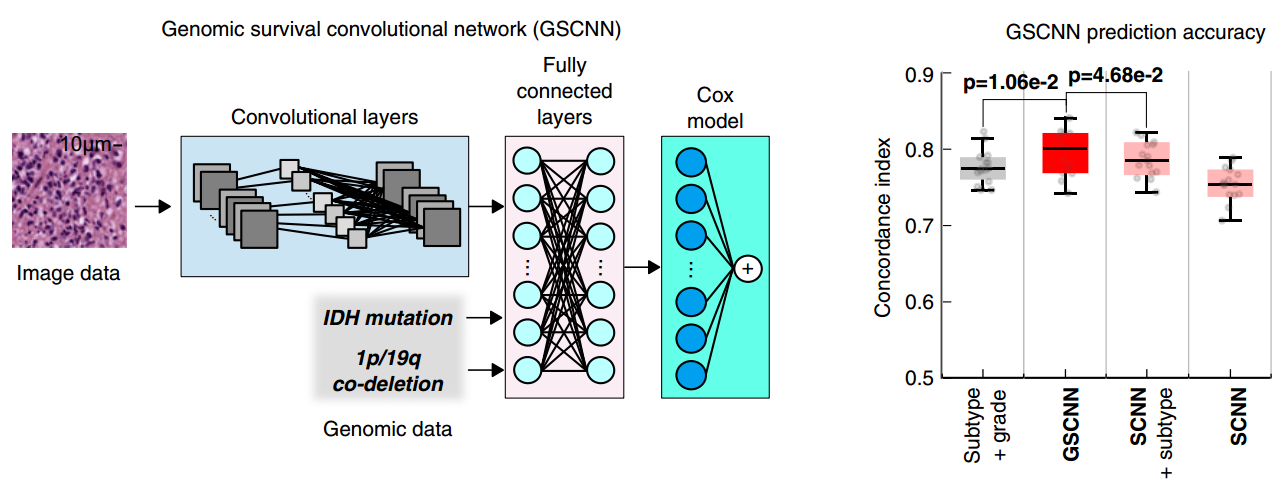 Genomic survival convolutional network (GSCNN)
Convolutional layers
Fully
connected
layers
Cox
model
10μm
Image data
IDH mutation
1p/19q
co-deletion
Genomic data
+
GSCNN prediction accuracy
p=1.06e-2
p=4.68e-2
Concordance index
0.9
0.8
0.7
0.6
0.5
Subtype
+ grade
GSCNN
SCNN
+ subtype
SCNN